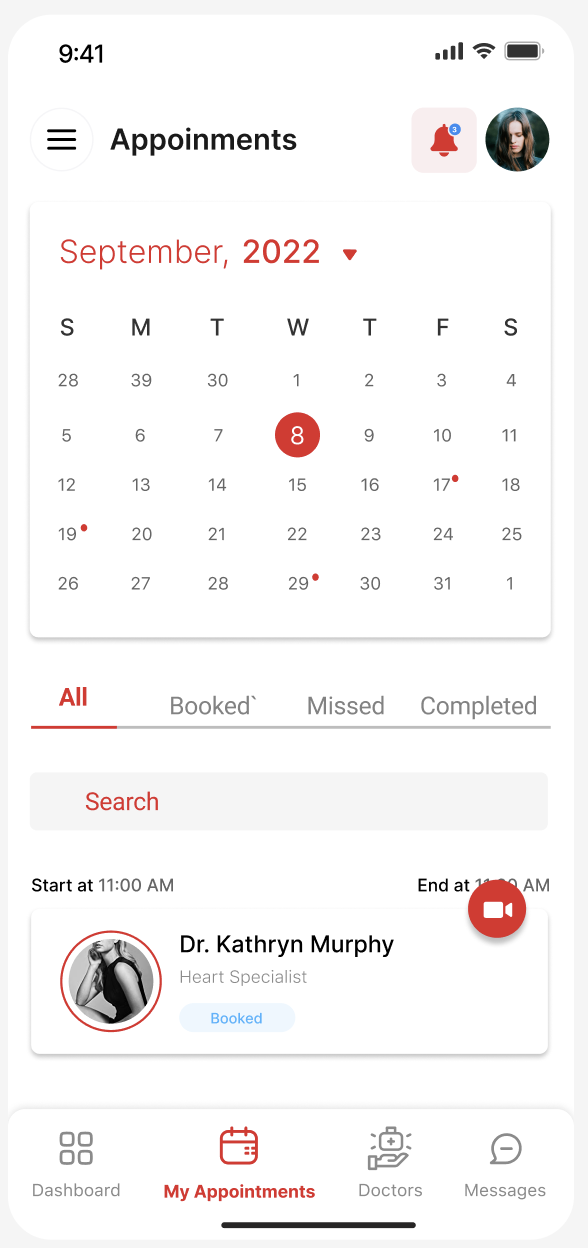 9:41
Appoinments
3
September, 2022
S M T W T F S
28 39 30 1 2 3 4
5 6 7 8 9 10 11
12 13 14 15 16 17 18
19 20 21 22 23 24 25
26 27 28 29 30 31 1
All Booked` Missed Completed
Search
Start at 11:00 AM End at AM
Dr. Kathryn Murphy
Heart Specialist
Booked
Dashboard My Appointments Doctors Messages